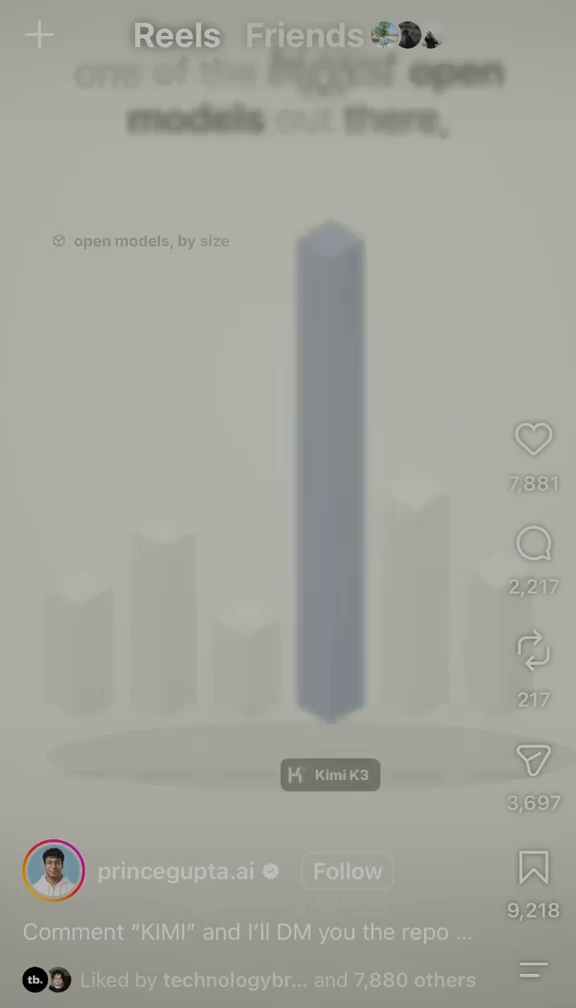 Reels Friends
one of the biggest open
models out there,
open models, by size
7,881
2,217
217
Kimi K3
3,697
princegupta.ai Follow
9,218
Comment “KIMI” and I’ll DM you the repo ...
tb. Liked by technologybr... and 7,880 others